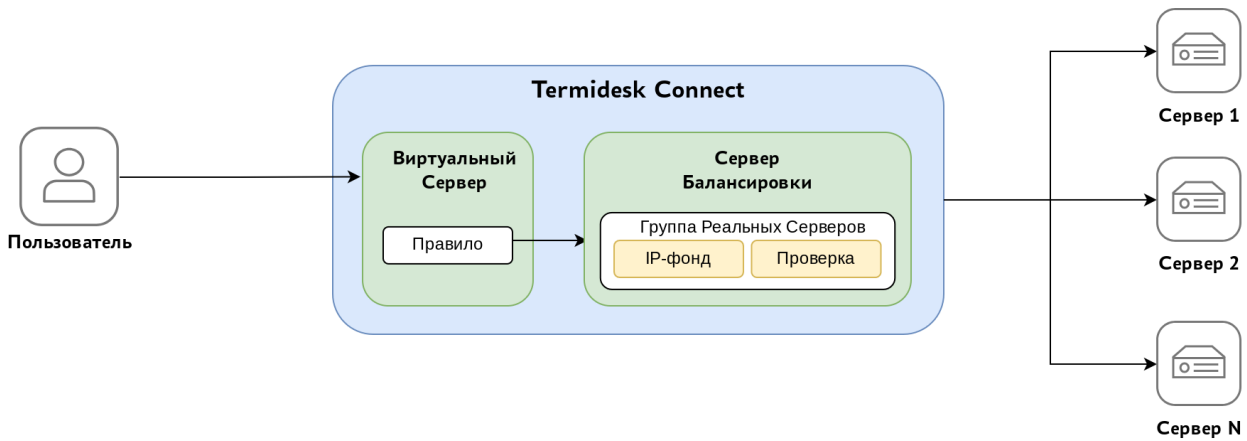 Termidesk Connect
Пользователь
Виртуальный
Сервер
Правило
Сервер
Балансировки
Группа Реальных Серверов
IP-фонд
Проверка
Сервер 1
Сервер 2
Сервер N